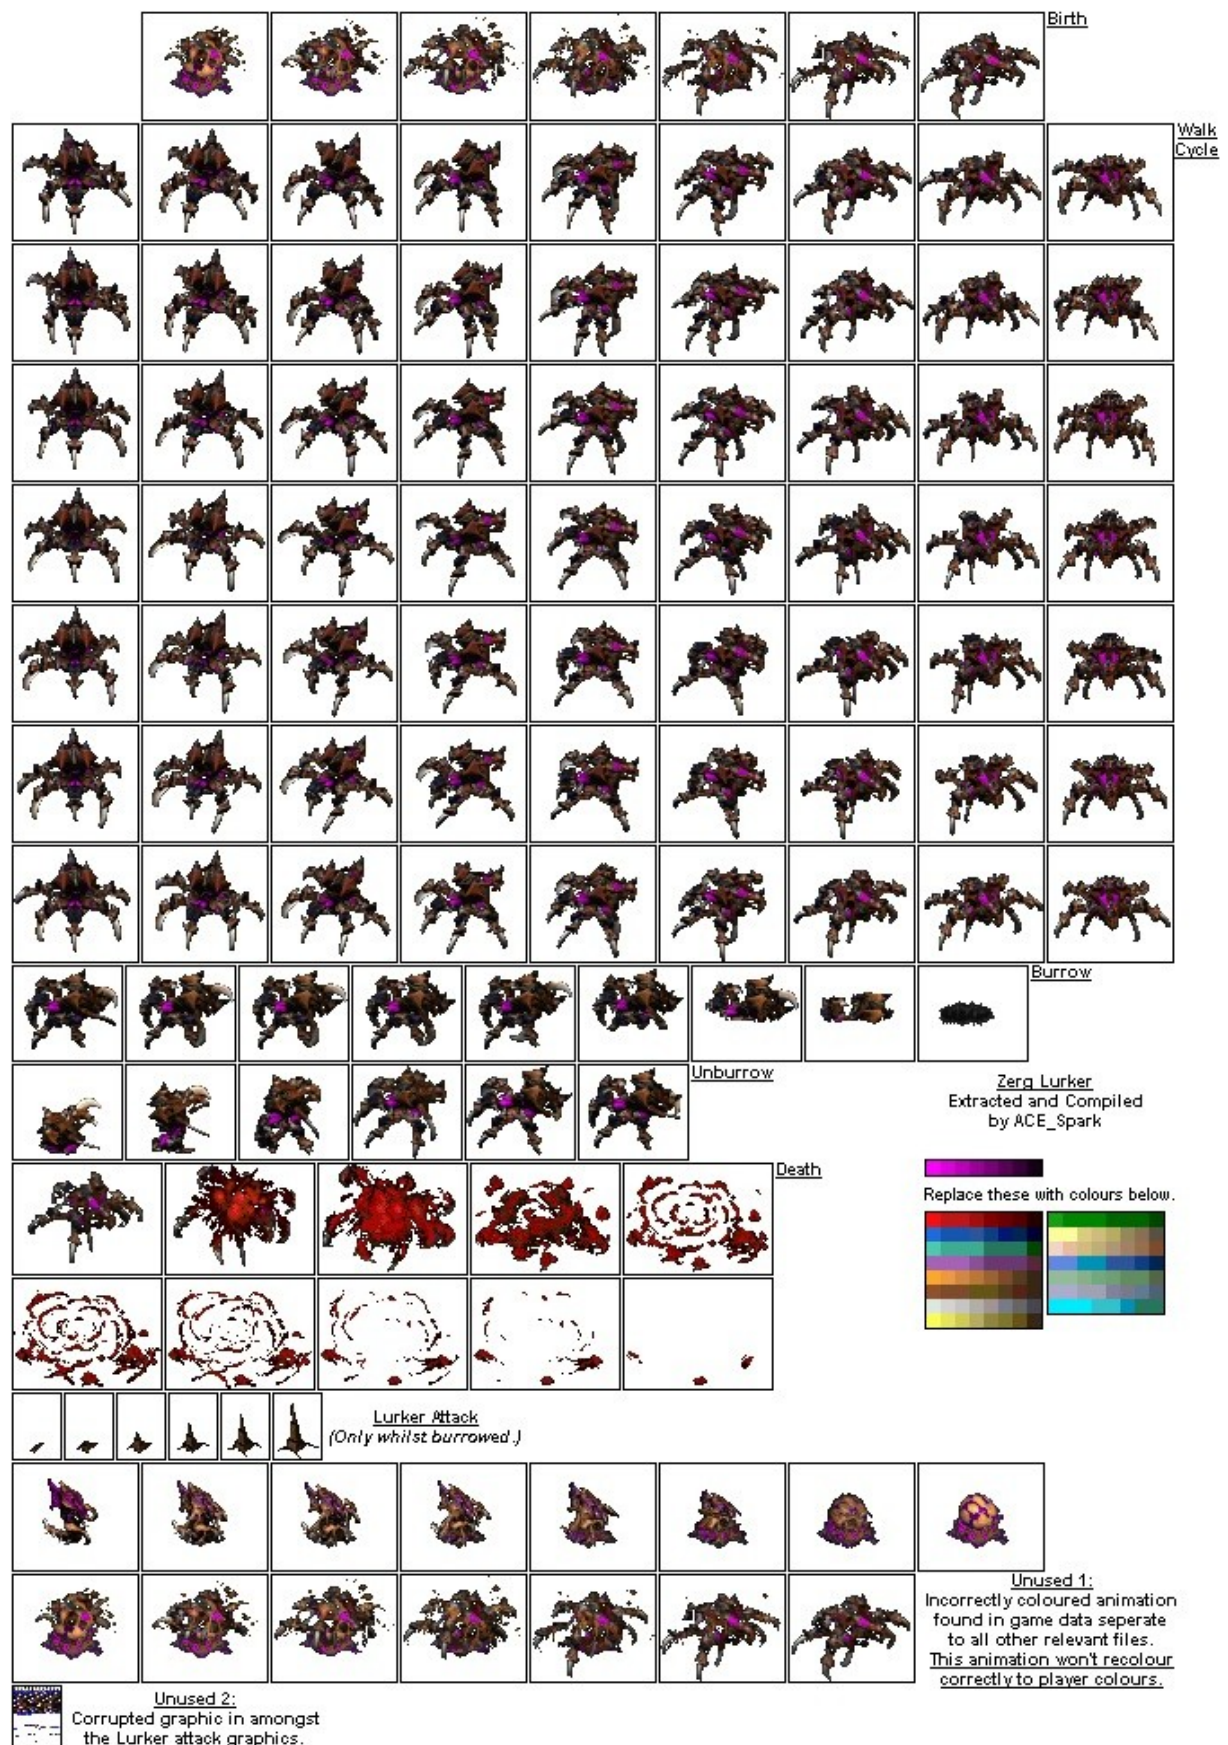 Birth
Walk
Cycle
Burrow
Unburrow
Zerg Lurker
Extracted and Compiled
by ACE_Spark
Death
Replace these with colours below.
Lurker Attack
(Only whilst burrowed.)
Unused 1:
Incorrectly coloured animation
found in game data seperate
to all other relevant files.
This animation won't recolour
correctly to player colours.
Unused 2:
Corrupted graphic in amongst
the Lurker attack graphics.